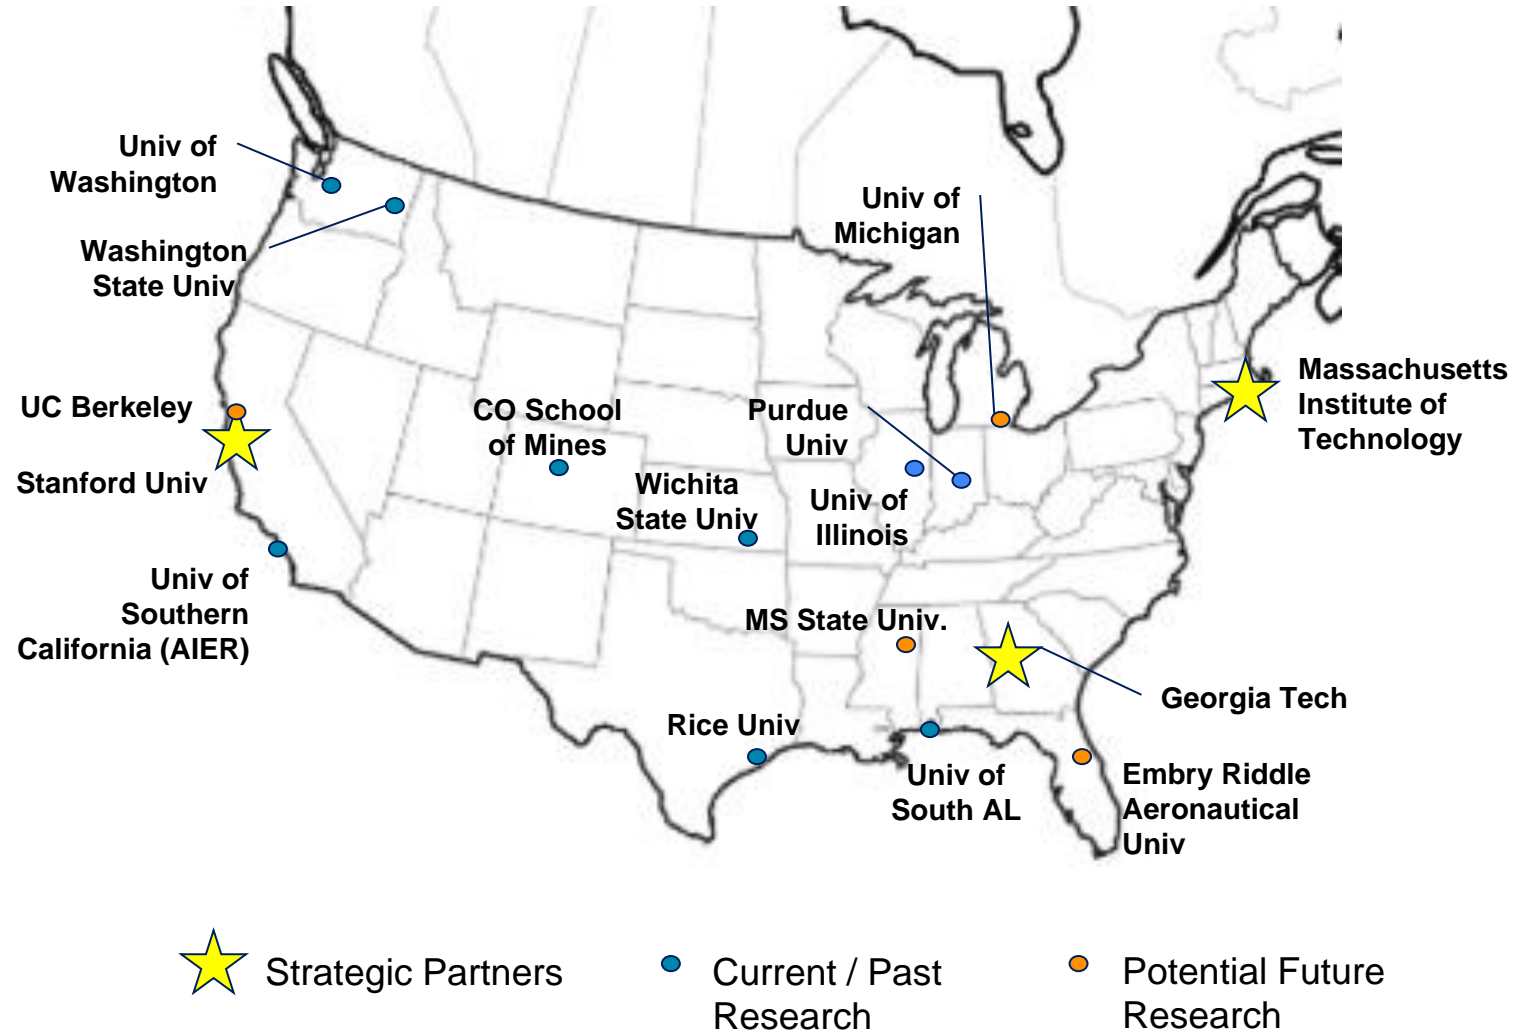 Univ of
Washington
Washington
State Univ
Univ of
Michigan
UC Berkeley
Stanford Univ
CO School
of Mines
Purdue
Univ
Massachusetts
Institute of
Technology
Wichita
State Univ
Univ of
Illinois
Univ of
Southern
California (AIER)
MS State Univ.
Georgia Tech
Rice Univ
Univ of
South AL
Embry Riddle
Aeronautical
Univ
Strategic Partners
Current / Past
Research
Potential Future
Research